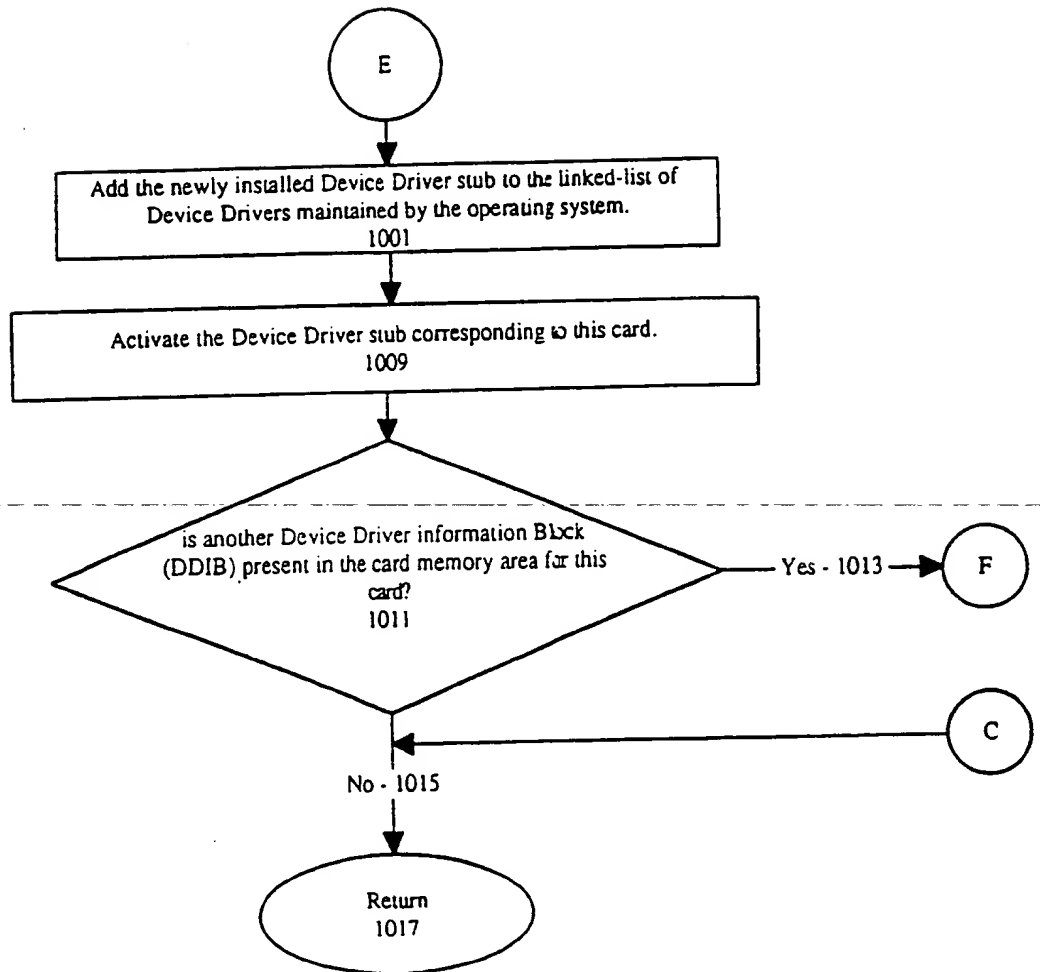 E
Add the newly installed Device Driver stub to the linked-list of
Device Drivers maintained by the operating system.
1001
Activate the Device Driver stub corresponding to this card.
1009
is another Device Driver information Block
(DDIB) present in the card memory area for this
card?
1011
Yes - 1013
F
C
No - 1015
Return
1017